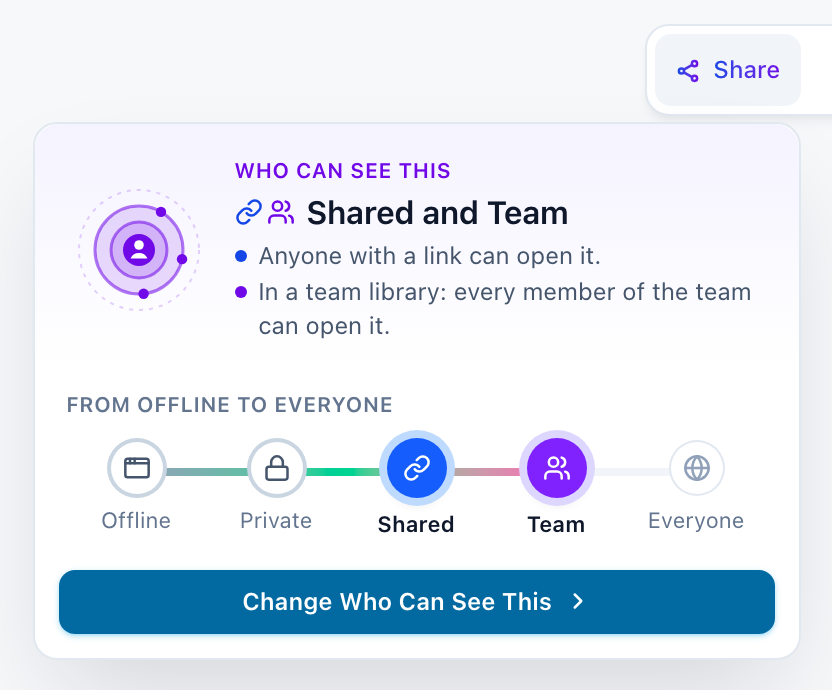 Share
WHO CAN SEE THIS
Shared and Team
Anyone with a link can open it.
In a team library: every member of the team
can open it.
FROM OFFLINE TO EVERYONE
Offline
Private
Shared
Team
Everyone
Change Who Can See This